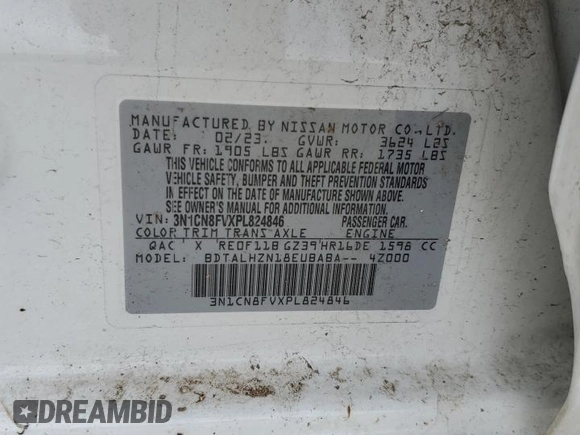 MANUFACTURED BY NISSAN MOTOR CO., LTD.
DATE: 02/23. GVWR: 3624 LBS
GAWR FR: 1905 LBS GAWR RR: 1735 LBS
THIS VEHICLE CONFORMS TO ALL APPLICABLE FEDERAL MOTOR
VEHICLE SAFETY, BUMPER AND THEFT PREVENTION STANDARDS
IN EFFECT ON THE DATE OF MANUFACTURE SHOWN ABOVE.
SEE OWNER'S MANUAL FOR ADDITIONAL INFORMATION.
VIN: 3N1CN8FVXPL824846 PASSENGER CAR.
COLOR TRIM TRANS AXLE ENGINE
QAC X RE0F11B GZ39 HR16DE 1598 CC
MODEL: BDTALHZN18EUBABA-- 4Z000
3N1CN8FVXPL824846
DREAMBID